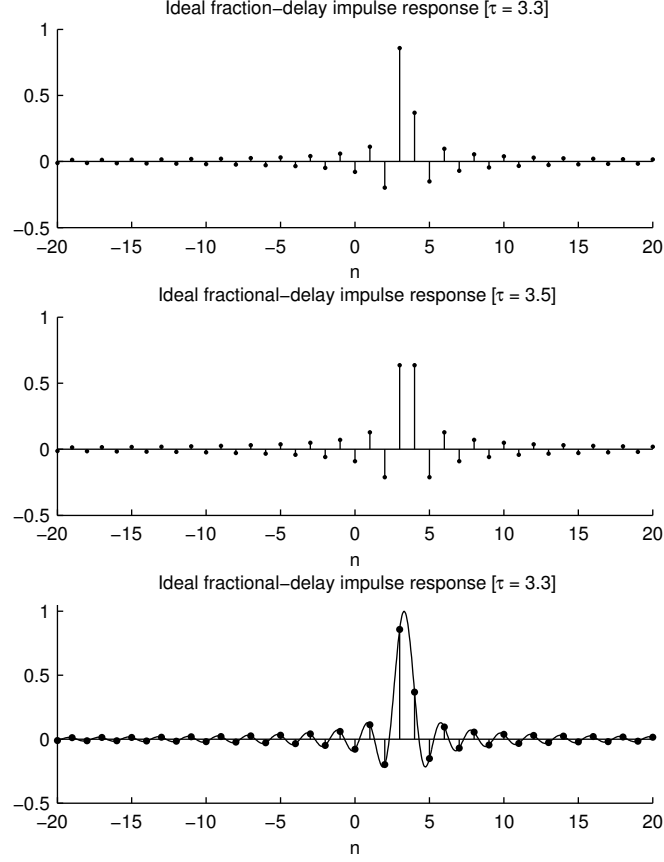 Ideal fraction−delay impulse response [τ = 3.3]
1
0.5
0
−0.5
−20 −15 −10 −5 0 5 10 15 20
n
Ideal fractional−delay impulse response [τ = 3.5]
1
0.5
0
−0.5
−20 −15 −10 −5 0 5 10 15 20
n
Ideal fractional−delay impulse response [τ = 3.3]
1
0.5
0
−0.5
−20 −15 −10 −5 0 5 10 15 20
n